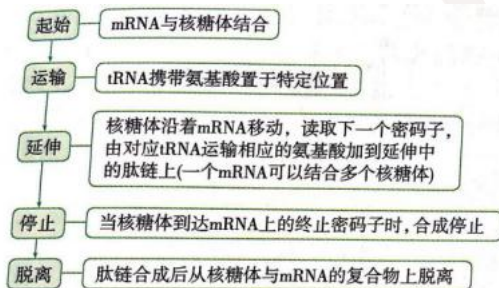 起始 mRNA与核糖体结合
运输 tRNA携带氨基酸置于特定位置
核糖体沿着mRNA移动，读取下一个密码子，
延伸 由对应tRNA运输相应的氨基酸加到延伸中
的肽链上(一个mRNA可以结合多个核糖体)
停止 当核糖体到达mRNA上的终止密码子时，合成停止
脱离 肽链合成后从核糖体与mRNA的复合物上脱离